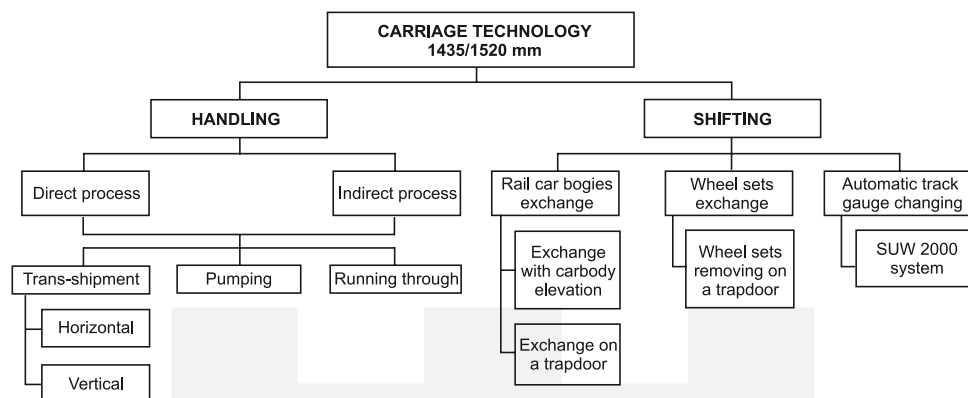 CARRIAGE TECHNOLOGY
1435/1520 mm
HANDLING
SHIFTING
Direct process
Indirect process
Rail car bogies
exchange
Wheel sets
exchange
Automatic track
gauge changing
Trans-shipment
Pumping
Running through
Exchange
with carbody
elevation
Wheel sets
removing on
a trapdoor
SUW 2000
system
Horizontal
Vertical
Exchange on
a trapdoor